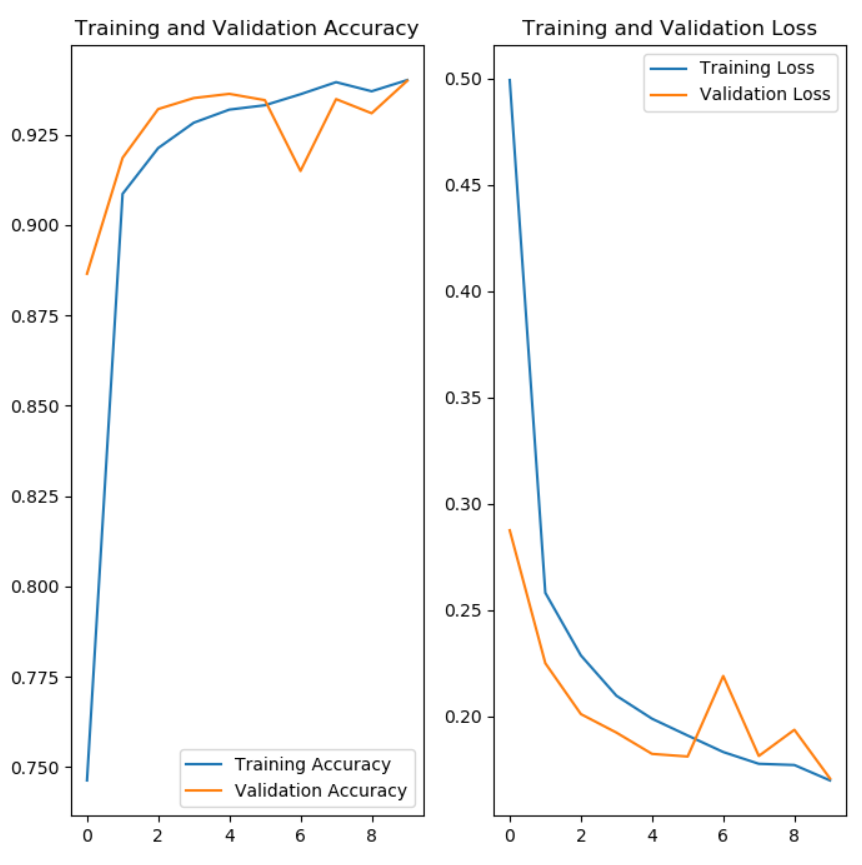 Training and Validation Accuracy
0.925
0.900
0.875
0.850
0.825
0.800
0.775
0.750
Training Accuracy
Validation Accuracy
0 2 4 6 8
Training and Validation Loss
Training Loss
Validation Loss
0.50
0.45
0.40
0.35
0.30
0.25
0.20
0 2 4 6 8